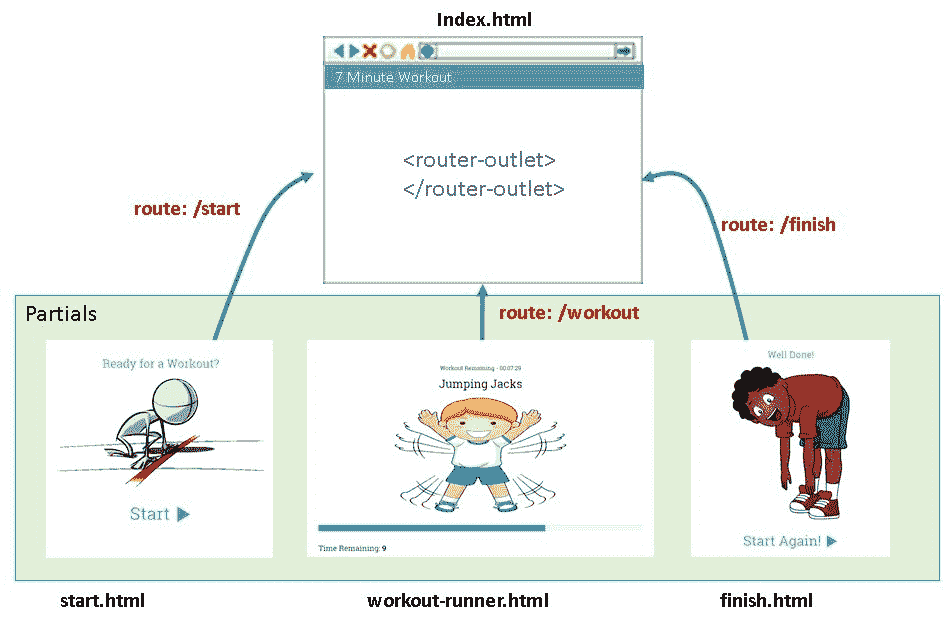 Index.html
7 Minute Workout
<router-outlet>
</router-outlet>
route: /start
route: /finish
route: /workout
Partials
Ready for a Workout?
Start
Workout Remaining - 00:07:29
Jumping Jacks
Time Remaining: 9
Well Done!
Start Again!
start.html
workout-runner.html
finish.html